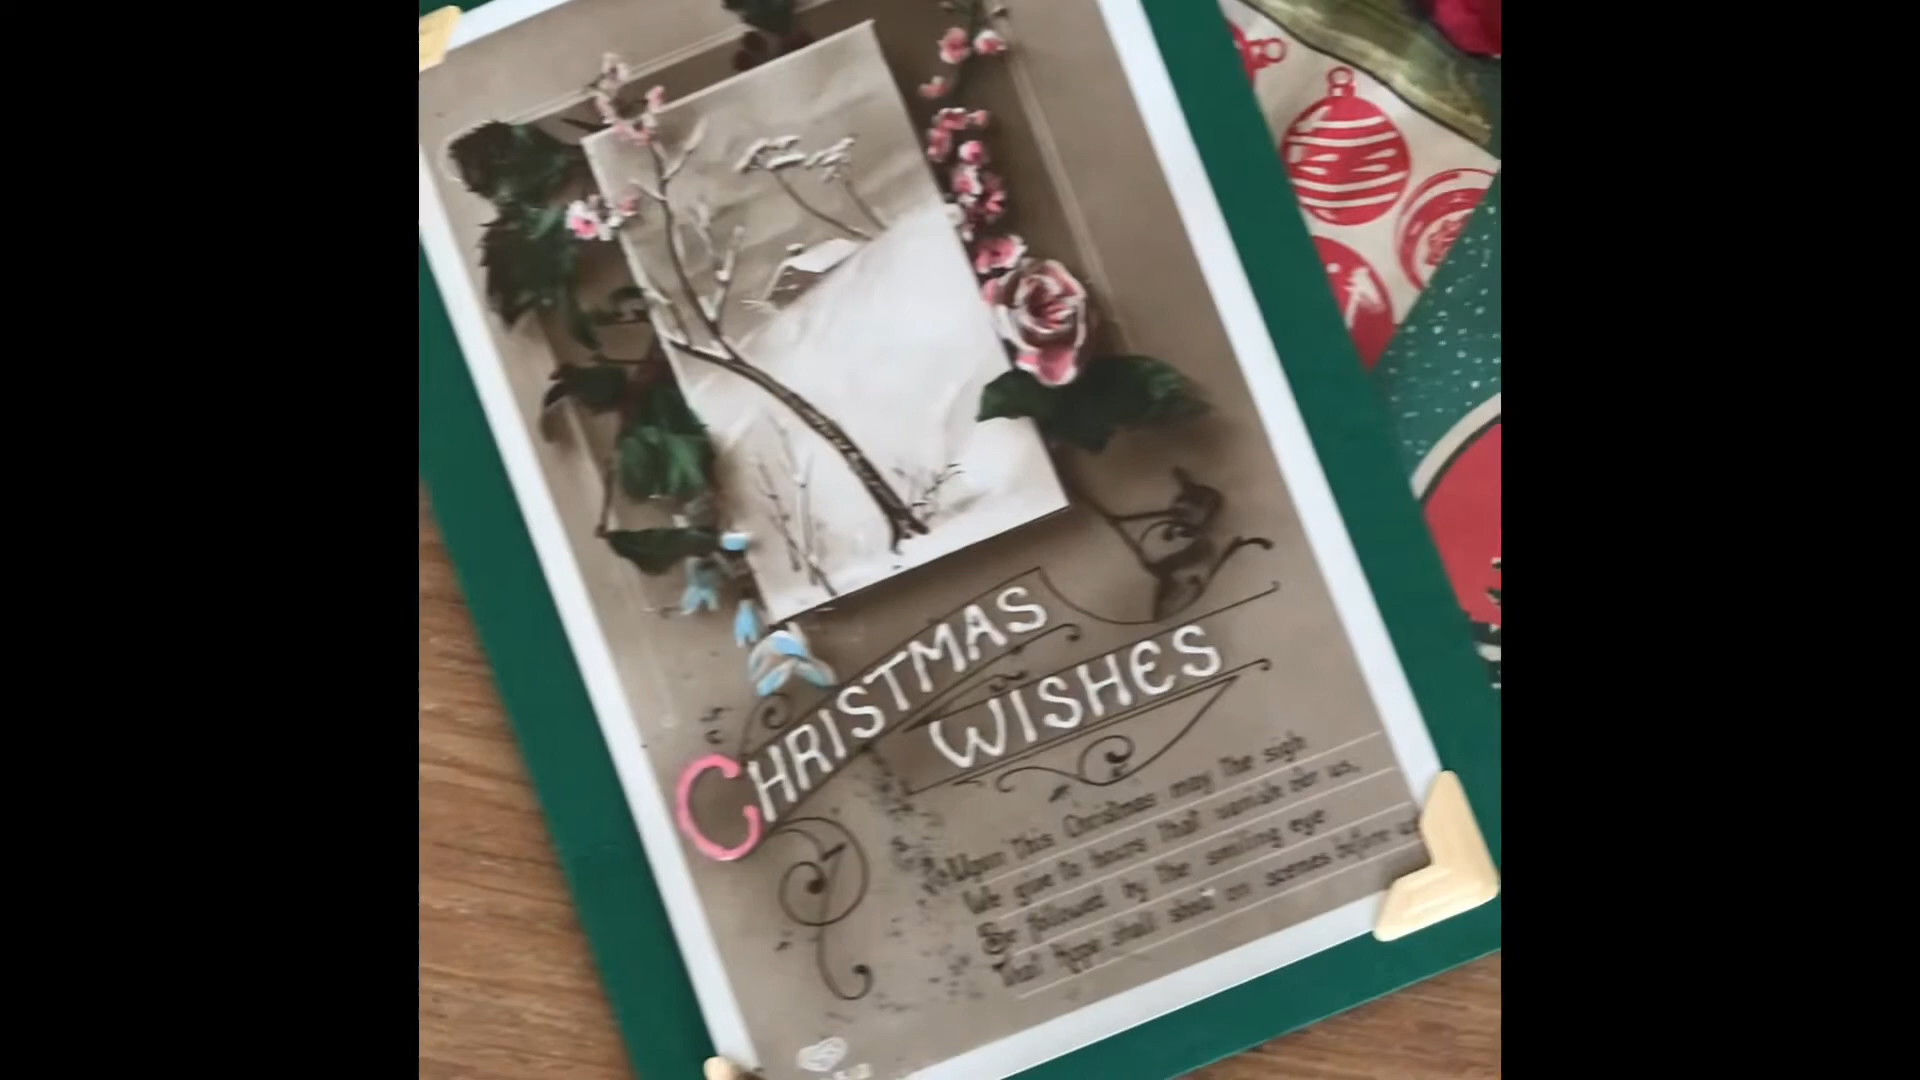 CHRISTMAS
WISHES
Upon This Christmas may The sigh
We give to hours That vanish o'er us,
Be followed by The smiling eye
That Hope shall shed on scenes before us